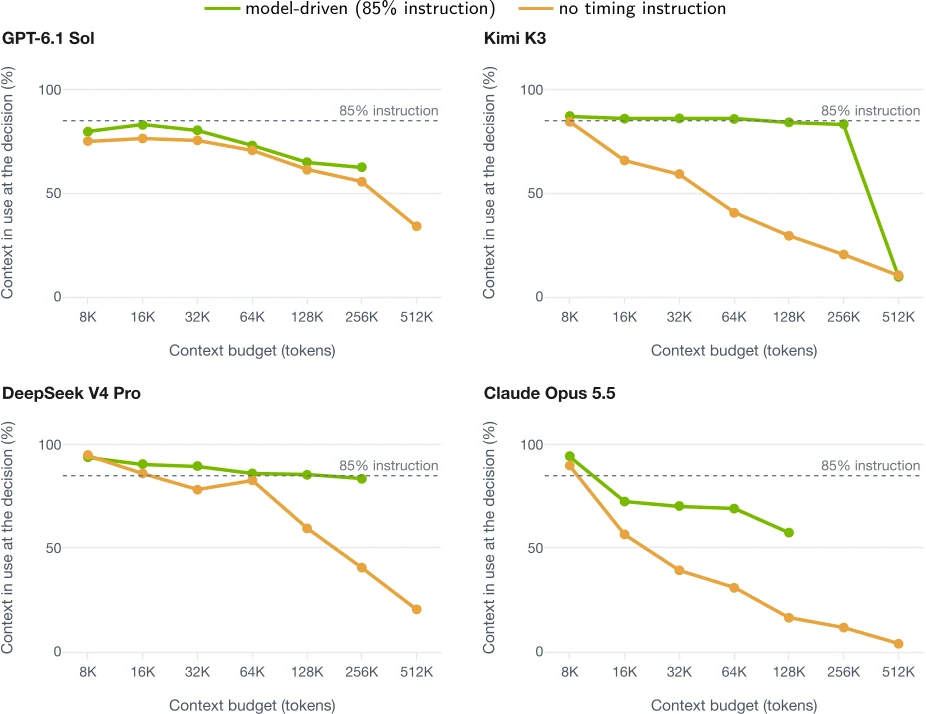 model-driven (85% instruction) no timing instruction
GPT-6.1 Sol
Context in use at the decision (%)
100
50
0
85% instruction
8K 16K 32K 64K 128K 256K 512K
Context budget (tokens)
Kimi K3
Context in use at the decision (%)
100
50
0
85% instruction
8K 16K 32K 64K 128K 256K 512K
Context budget (tokens)
DeepSeek V4 Pro
Context in use at the decision (%)
100
50
0
85% instruction
8K 16K 32K 64K 128K 256K 512K
Context budget (tokens)
Claude Opus 5.5
Context in use at the decision (%)
100
50
0
85% instruction
8K 16K 32K 64K 128K 256K 512K
Context budget (tokens)